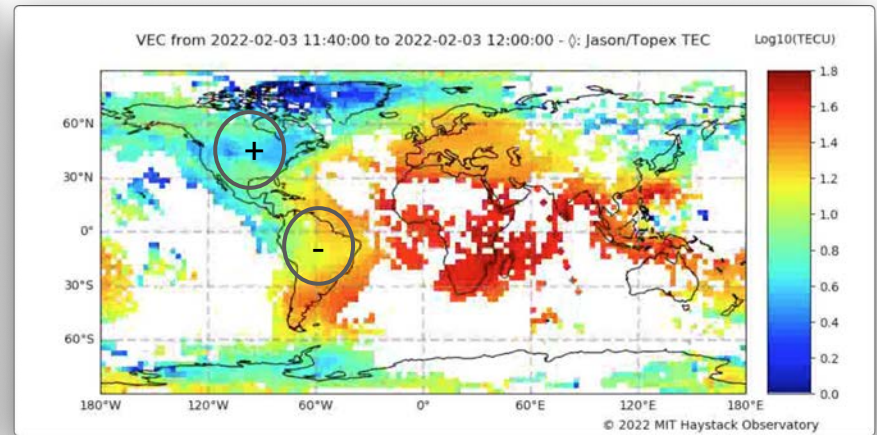 VEC from 2022-02-03 11:40:00 to 2022-02-03 12:00:00 - ◊: Jason/Topex TEC
Log10(TECU)
1.8
1.6
1.4
1.2
1.0
0.8
0.6
0.4
0.2
0.0
60°N
30°N
0°
30°S
60°S
+
-
180°W 120°W 60°W 0° 60°E 120°E 180°E
© 2022 MIT Haystack Observatory